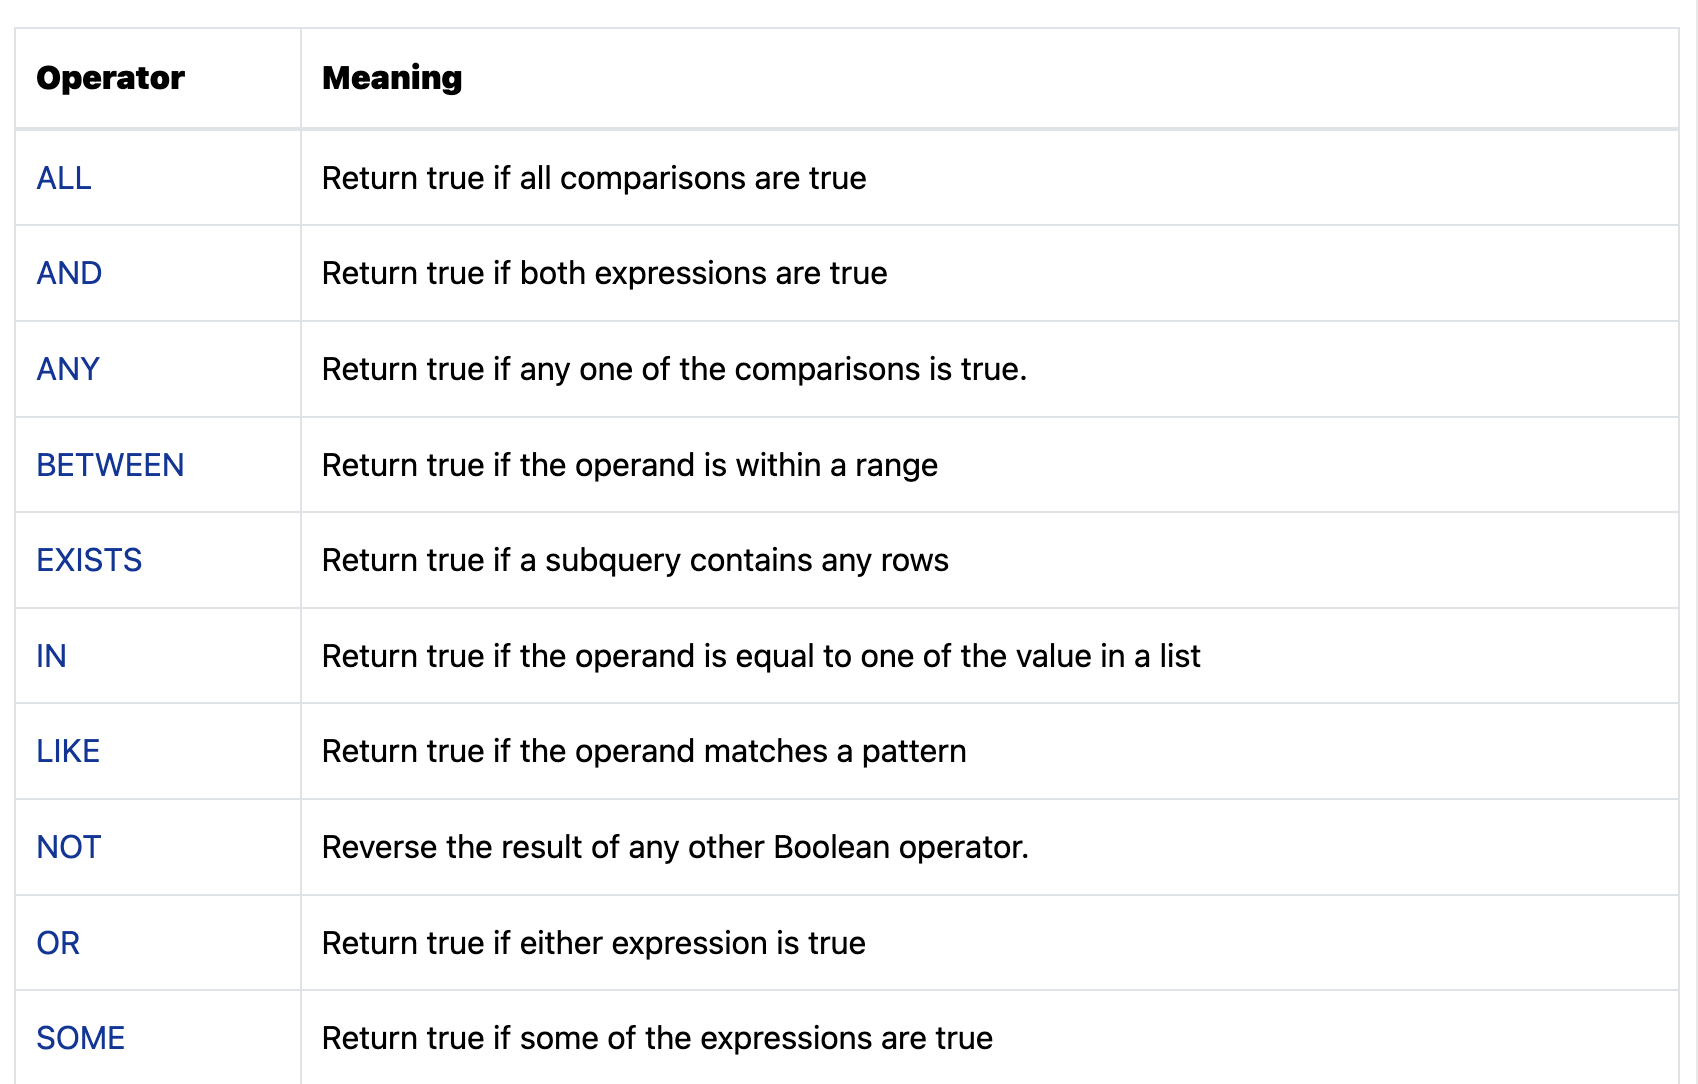 Operator Meaning
ALL Return true if all comparisons are true
AND Return true if both expressions are true
ANY Return true if any one of the comparisons is true.
BETWEEN Return true if the operand is within a range
EXISTS Return true if a subquery contains any rows
IN Return true if the operand is equal to one of the value in a list
LIKE Return true if the operand matches a pattern
NOT Reverse the result of any other Boolean operator.
OR Return true if either expression is true
SOME Return true if some of the expressions are true